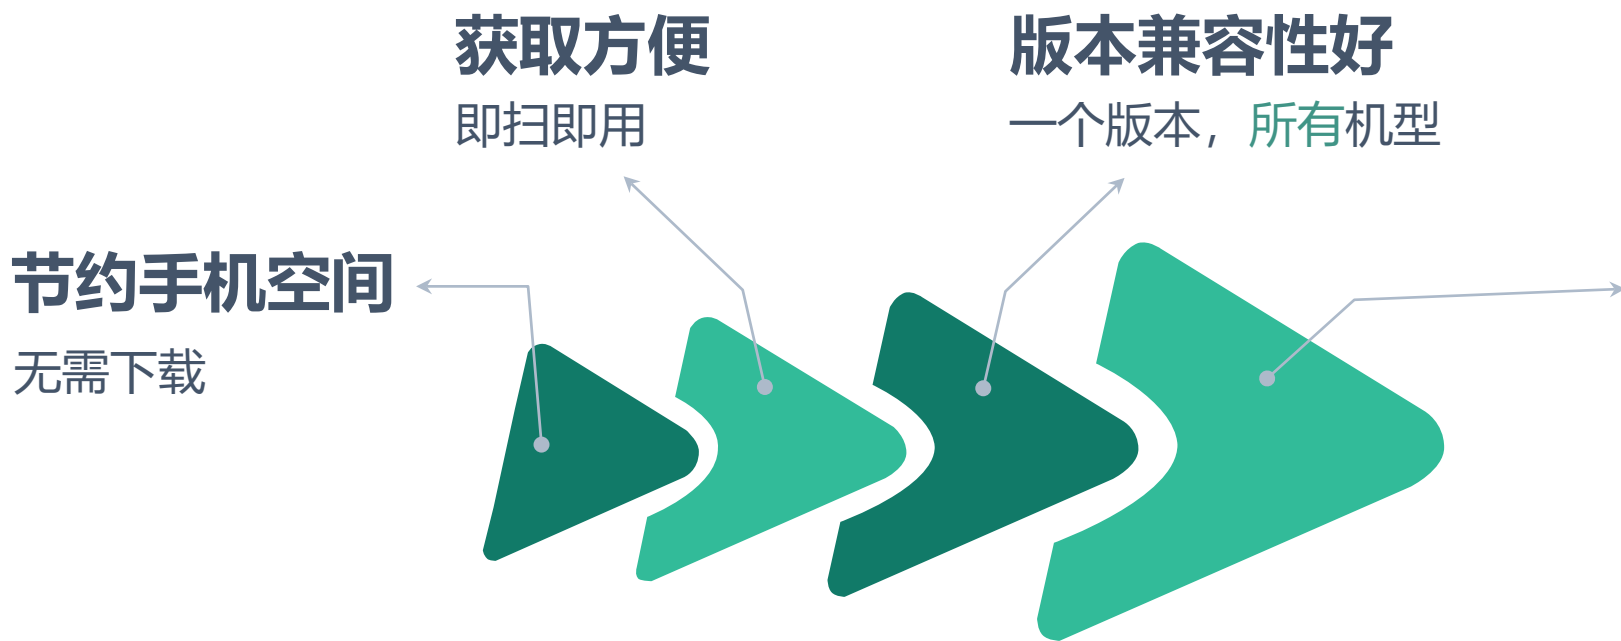 获取方便
即扫即用
版本兼容性好
一个版本，所有机型
节约手机空间
无需下载